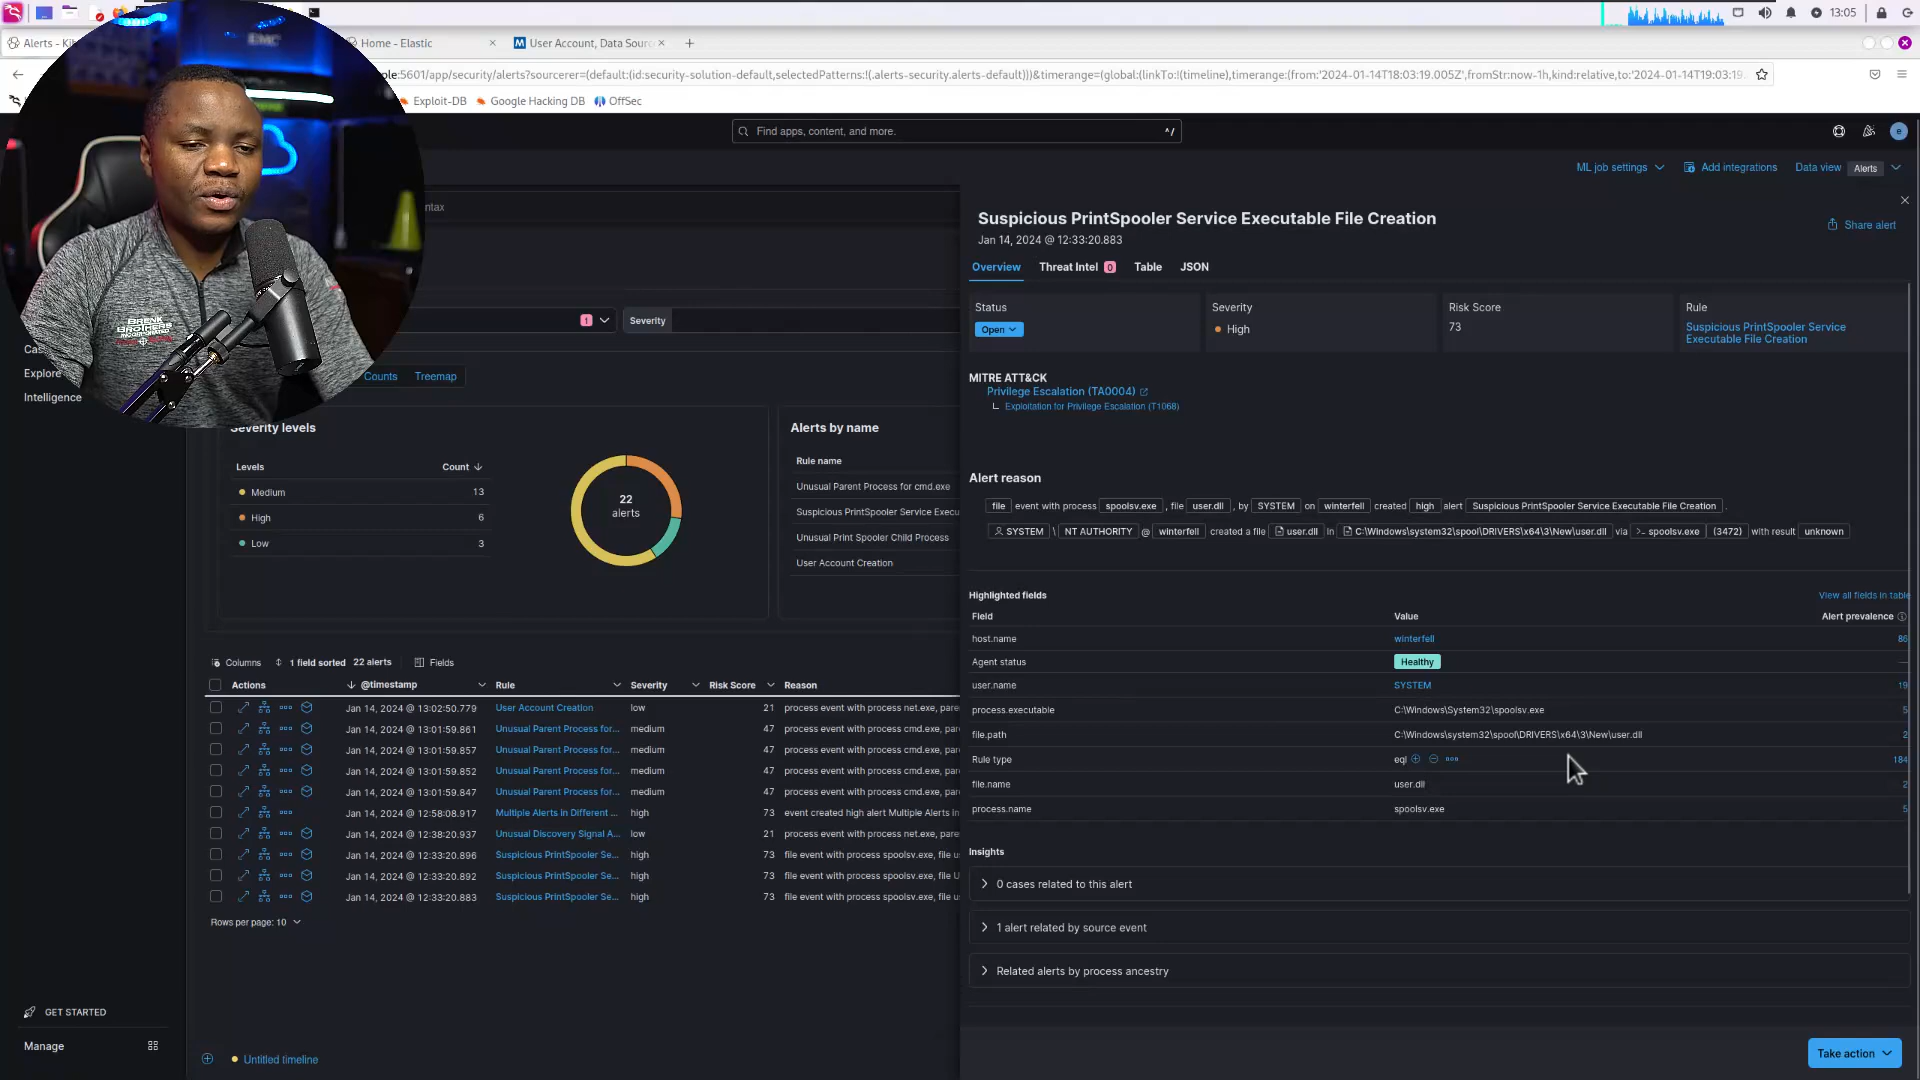 13:05
Alerts - Ki
Home - Elastic
User Account, Data Sourc
ple:5601/app/security/alerts?sourcerer=(default:(id:security-solution-default,selectedPatterns:!(.alerts-security.alerts-default)))&timerange=(global:(linkTo:!(timeline),timerange:(from:'2024-01-14T18:03:19.005Z',fromStr:now-1h,kind:relative,to:'2024-01-14T19:03:19.
Exploit-DB
Google Hacking DB
OffSec
Find apps, content, and more.
^/
e
ML job settings
Add integrations
Data view
Alerts
ntax
Suspicious PrintSpooler Service Executable File Creation
Jan 14, 2024 @ 12:33:20.883
Share alert
Overview
Threat Intel 0
Table
JSON
Status
Open
Severity
High
Risk Score
73
Rule
Suspicious PrintSpooler Service
Executable File Creation
1
Severity
BRENK
BROTHERS
INCORPORATED
Cas
Explore
Intelligence
Counts
Treemap
MITRE ATT&CK
Privilege Escalation (TA0004)
Exploitation for Privilege Escalation (T1068)
Severity levels
Levels Count
Medium 13
High 6
Low 3
22
alerts
Alerts by name
Rule name
Unusual Parent Process for cmd.exe
Suspicious PrintSpooler Service Execu
Unusual Print Spooler Child Process
User Account Creation
Alert reason
file event with process spoolsv.exe , file user.dll , by SYSTEM on winterfell created high alert Suspicious PrintSpooler Service Executable File Creation .
SYSTEM \ NT AUTHORITY @ winterfell created a file user.dll in C:\Windows\system32\spool\DRIVERS\x64\3\New\user.dll via >_ spoolsv.exe (3472) with result unknown
Highlighted fields
View all fields in table
Field Value Alert prevalence
host.name winterfell 86
Agent status Healthy —
user.name SYSTEM 19
process.executable C:\Windows\System32\spoolsv.exe 5
file.path C:\Windows\system32\spool\DRIVERS\x64\3\New\user.dll 2
Rule type eql 184
file.name user.dll 2
process.name spoolsv.exe 5
Insights
0 cases related to this alert
1 alert related by source event
Related alerts by process ancestry
Take action
Columns
1 field sorted
22 alerts
Fields
Actions @timestamp Rule Severity Risk Score Reason
Jan 14, 2024 @ 13:02:50.779 User Account Creation low 21 process event with process net.exe, pare
Jan 14, 2024 @ 13:01:59.861 Unusual Parent Process for... medium 47 process event with process cmd.exe, par
Jan 14, 2024 @ 13:01:59.857 Unusual Parent Process for... medium 47 process event with process cmd.exe, par
Jan 14, 2024 @ 13:01:59.852 Unusual Parent Process for... medium 47 process event with process cmd.exe, par
Jan 14, 2024 @ 13:01:59.847 Unusual Parent Process for... medium 47 process event with process cmd.exe, par
Jan 14, 2024 @ 12:58:08.917 Multiple Alerts in Different ... high 73 event created high alert Multiple Alerts in
Jan 14, 2024 @ 12:38:20.937 Unusual Discovery Signal A... low 21 process event with process net.exe, pare
Jan 14, 2024 @ 12:33:20.896 Suspicious PrintSpooler Se... high 73 file event with process spoolsv.exe, file us
Jan 14, 2024 @ 12:33:20.892 Suspicious PrintSpooler Se... high 73 file event with process spoolsv.exe, file U
Jan 14, 2024 @ 12:33:20.883 Suspicious PrintSpooler Se... high 73 file event with process spoolsv.exe, file us
Rows per page: 10
GET STARTED
Manage
Untitled timeline